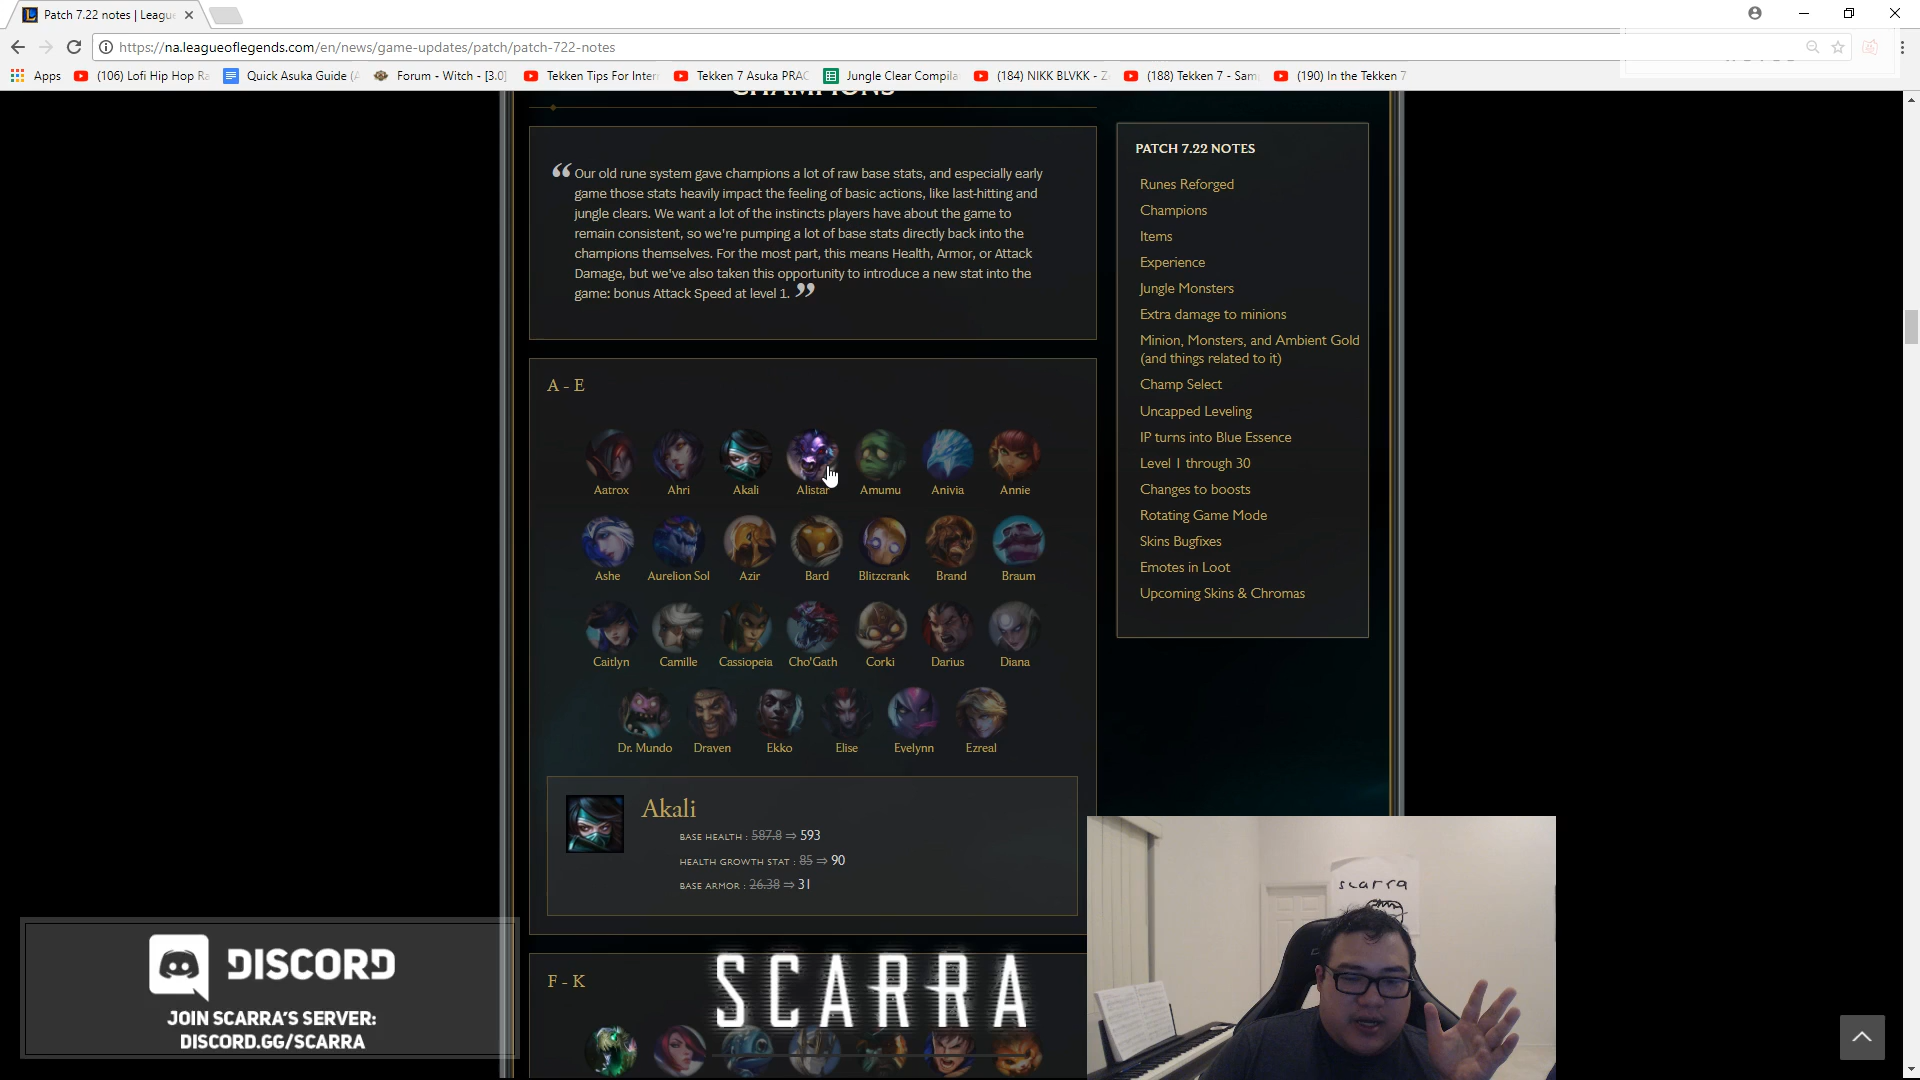 Patch 7.22 notes | Leagu
https://na.leagueoflegends.com/en/news/game-updates/patch/patch-722-notes
Apps
(106) Lofi Hip Hop Ra
Quick Asuka Guide (A
Forum - Witch - [3.0]
Tekken Tips For Inter
Tekken 7 Asuka PRAC
Jungle Clear Compila
(184) NIKK BLVKK - Z
(188) Tekken 7 - Sam
(190) In the Tekken 7
CHAMPIONS
“ Our old rune system gave champions a lot of raw base stats, and especially early
game those stats heavily impact the feeling of basic actions, like last-hitting and
jungle clears. We want a lot of the instincts players have about the game to
remain consistent, so we're pumping a lot of base stats directly back into the
champions themselves. For the most part, this means Health, Armor, or Attack
Damage, but we've also taken this opportunity to introduce a new stat into the
game: bonus Attack Speed at level 1. ”
A - E
Aatrox Ahri Akali Alistar Amumu Anivia Annie
Ashe Aurelion Sol Azir Bard Blitzcrank Brand Braum
Caitlyn Camille Cassiopeia Cho'Gath Corki Darius Diana
Dr. Mundo Draven Ekko Elise Evelynn Ezreal
Akali
BASE HEALTH : 587.8 ⇒ 593
HEALTH GROWTH STAT : 85 ⇒ 90
BASE ARMOR : 26.38 ⇒ 31
F - K
PATCH 7.22 NOTES
Runes Reforged
Champions
Items
Experience
Jungle Monsters
Extra damage to minions
Minion, Monsters, and Ambient Gold
(and things related to it)
Champ Select
Uncapped Leveling
IP turns into Blue Essence
Level 1 through 30
Changes to boosts
Rotating Game Mode
Skins Bugfixes
Emotes in Loot
Upcoming Skins & Chromas
DISCORD
JOIN SCARRA'S SERVER:
DISCORD.GG/SCARRA
SCARRA
scarra